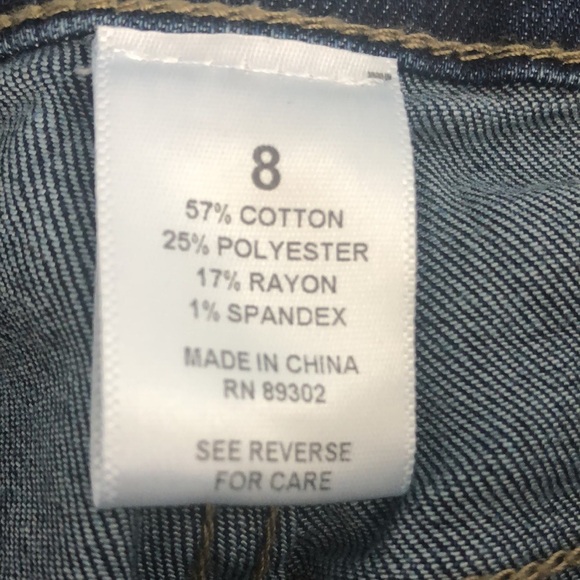 8
57% COTTON
25% POLYESTER
17% RAYON
1% SPANDEX
MADE IN CHINA
RN 89302
SEE REVERSE
FOR CARE